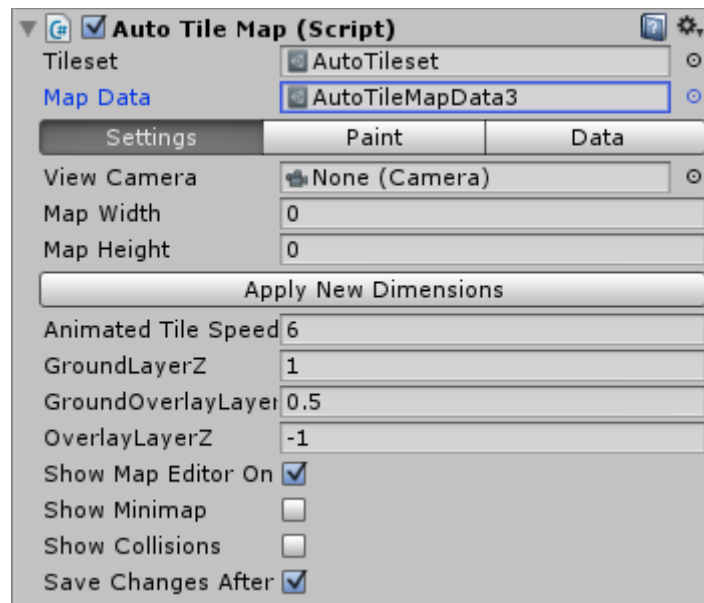 Auto Tile Map (Script)
Tileset AutoTileset
Map Data AutoTileMapData3
Settings Paint Data
View Camera None (Camera)
Map Width 0
Map Height 0
Apply New Dimensions
Animated Tile Speed 6
GroundLayerZ 1
GroundOverlayLayer 0.5
OverlayLayerZ -1
Show Map Editor On
Show Minimap
Show Collisions
Save Changes After